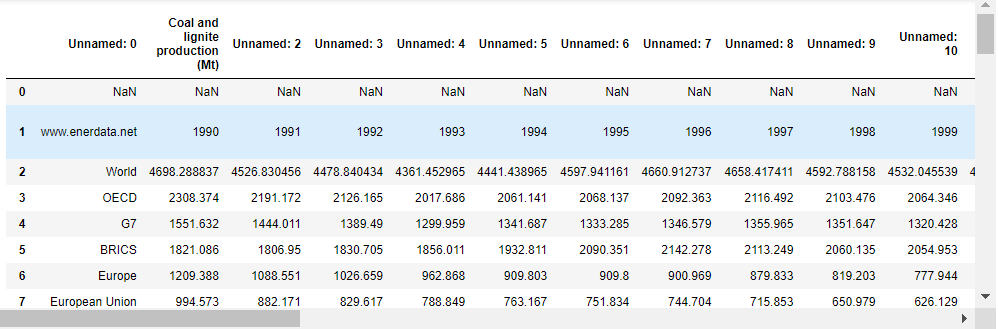 Unnamed: 0 Coal and lignite production (Mt) Unnamed: 2 Unnamed: 3 Unnamed: 4 Unnamed: 5 Unnamed: 6 Unnamed: 7 Unnamed: 8 Unnamed: 9 Unnamed: 10
0 NaN NaN NaN NaN NaN NaN NaN NaN NaN NaN
1 www.enerdata.net 1990 1991 1992 1993 1994 1995 1996 1997 1998 1999
2 World 4698.288837 4526.830456 4478.840434 4361.452965 4441.438965 4597.941161 4660.912737 4658.417411 4592.788158 4532.045539 4
3 OECD 2308.374 2191.172 2126.165 2017.686 2061.141 2068.137 2092.363 2116.492 2103.476 2064.346
4 G7 1551.632 1444.011 1389.49 1299.959 1341.687 1333.285 1346.579 1355.965 1351.647 1320.428
5 BRICS 1821.086 1806.95 1830.705 1856.011 1932.811 2090.351 2142.278 2113.249 2060.135 2054.953
6 Europe 1209.388 1088.551 1026.659 962.868 909.803 909.8 900.969 879.833 819.203 777.944
7 European Union 994.573 882.171 829.617 788.849 763.167 751.834 744.704 715.853 650.979 626.129